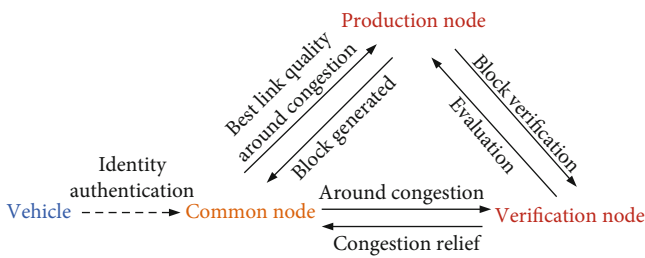 Production node
Best link quality
around congestion
Block generated
Block verification
Evaluation
Identity
authentication
Vehicle
Common node
Around congestion
Congestion relief
Verification node